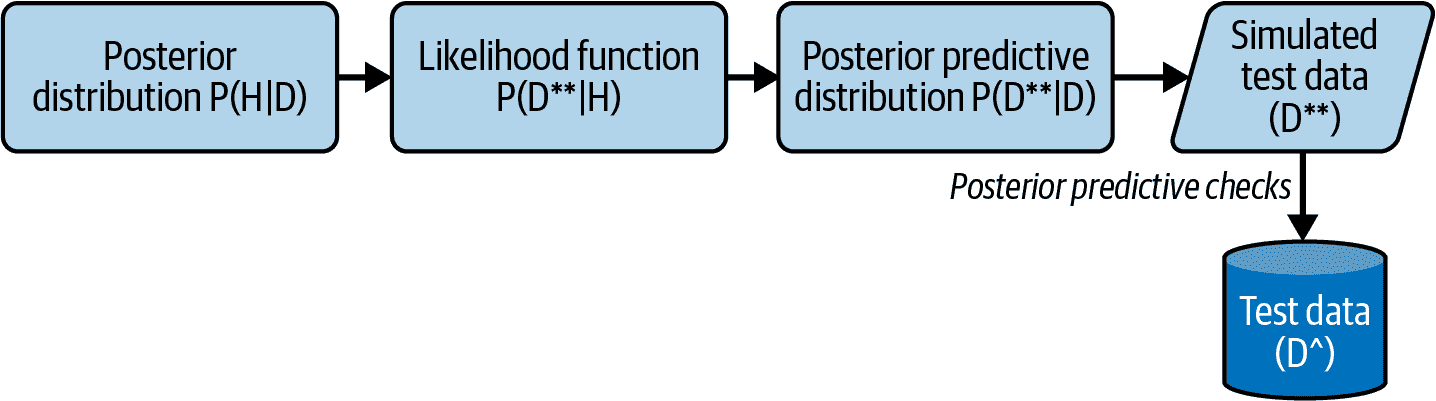 Posterior
distribution P(H|D)
Likelihood function
P(D**|H)
Posterior predictive
distribution P(D**|D)
Simulated
test data
(D**)
Posterior predictive checks
Test data
(D^)